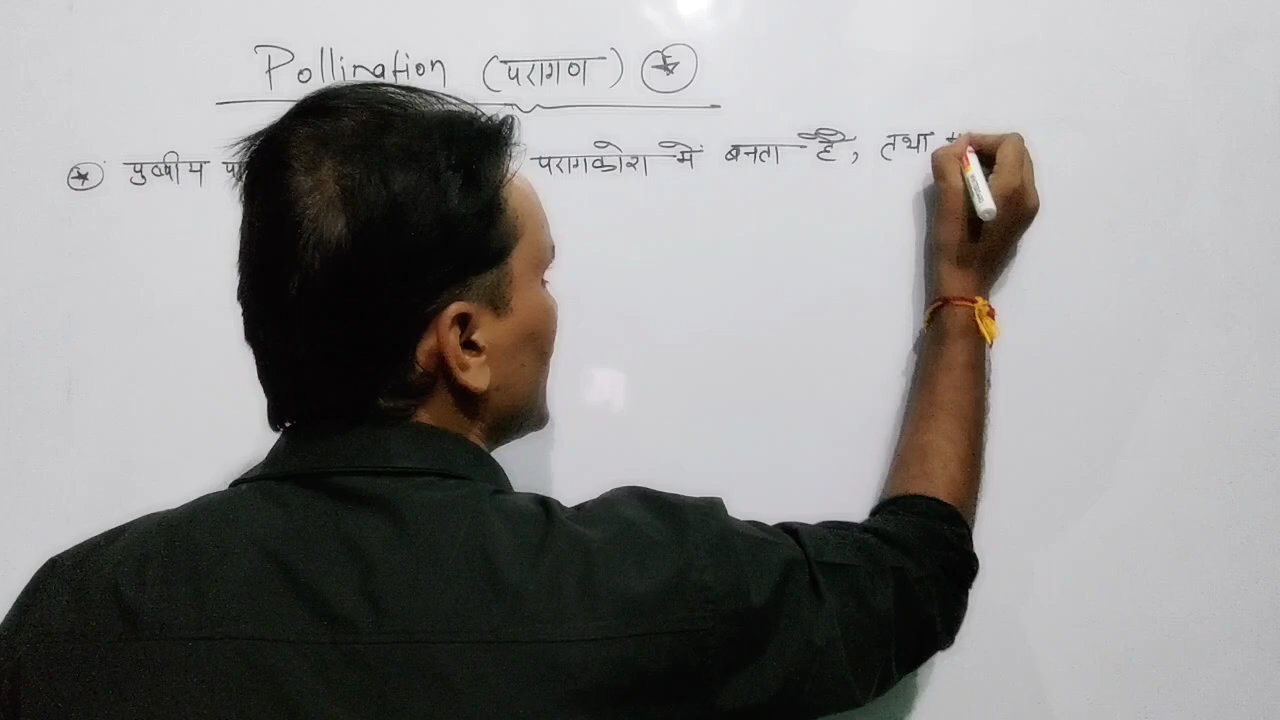 Pollination (परागण)
पुष्पीय परागकोश में बनता है, तथा